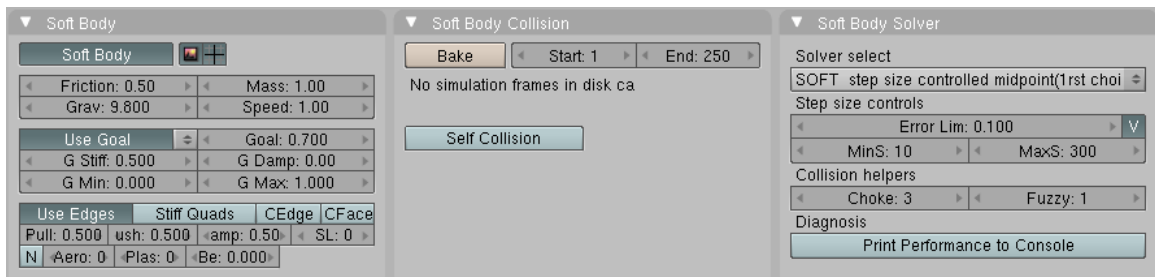 Soft Body
Soft Body
Friction: 0.50 Mass: 1.00
Grav: 9.800 Speed: 1.00
Use Goal Goal: 0.700
G Stiff: 0.500 G Damp: 0.00
G Min: 0.000 G Max: 1.000
Use Edges Stiff Quads CEdge CFace
Pull: 0.500 ush: 0.500 amp: 0.50 SL: 0
N Aero: 0 Plas: 0 Be: 0.000
Soft Body Collision
Bake Start: 1 End: 250
No simulation frames in disk ca
Self Collision
Soft Body Solver
Solver select
SOFT step size controlled midpoint(1rst choi
Step size controls
Error Lim: 0.100 V
MinS: 10 MaxS: 300
Collision helpers
Choke: 3 Fuzzy: 1
Diagnosis
Print Performance to Console